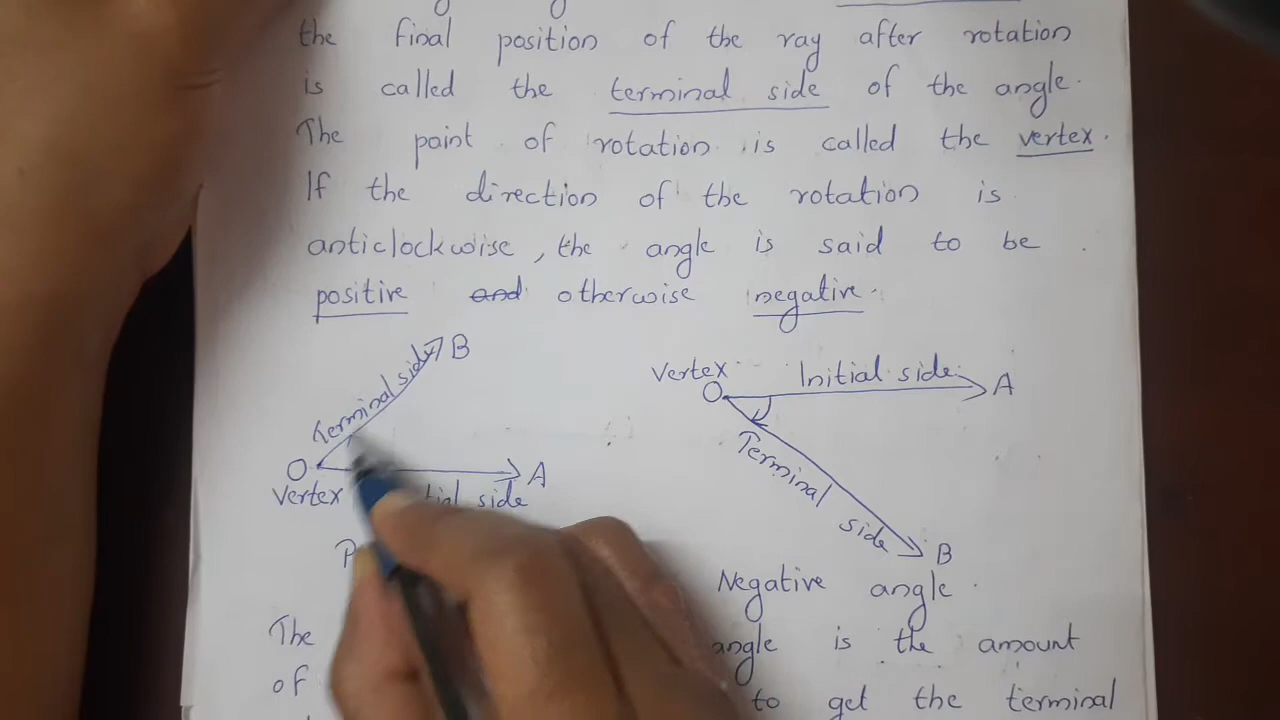 the final position of the ray after rotation
is called the terminal side of the angle.
The point of rotation is called the vertex.
If the direction of the rotation is
anticlockwise, the angle is said to be
positive and otherwise negative.
Terminal side B
O A
Vertex side
Vertex Initial side
O A
Terminal side
B
Negative angle
The angle is the amount
of to get the terminal